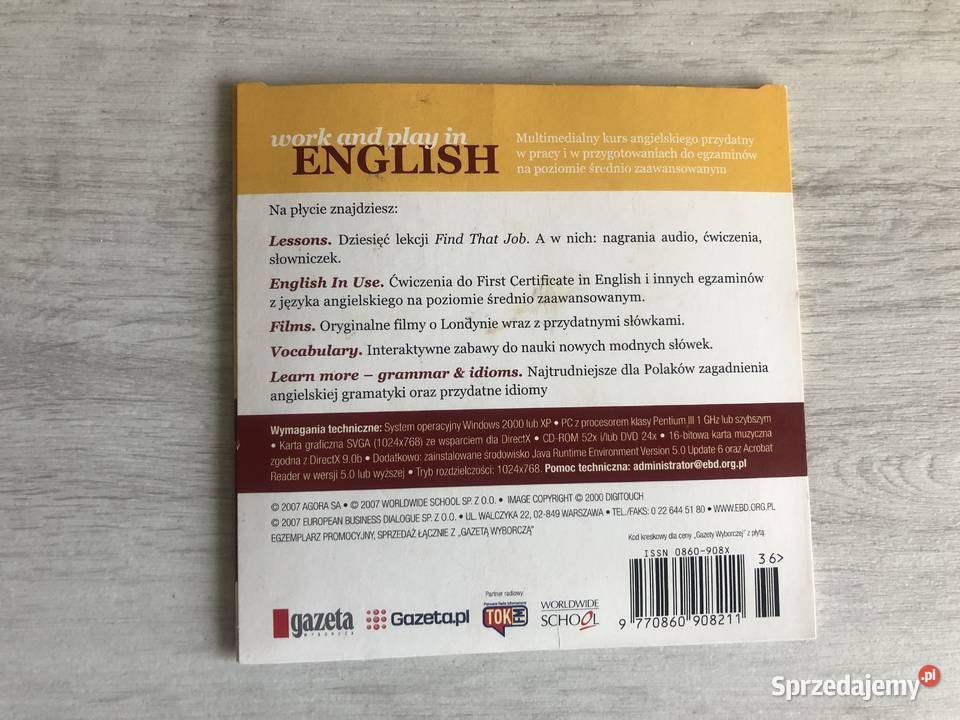 work and play in
ENGLISH
Multimedialny kurs angielskiego przydatny
w pracy i w przygotowaniach do egzaminów
na poziomie średnio zaawansowanym
Na płycie znajdziesz:
Lessons. Dziesięć lekcji Find That Job. A w nich: nagrania audio, ćwiczenia,
słowniczek.
English In Use. Ćwiczenia do First Certificate in English i innych egzaminów
z języka angielskiego na poziomie średnio zaawansowanym.
Films. Oryginalne filmy o Londynie wraz z przydatnymi słówkami.
Vocabulary. Interaktywne zabawy do nauki nowych modnych słówek.
Learn more – grammar & idioms. Najtrudniejsze dla Polaków zagadnienia
angielskiej gramatyki oraz przydatne idiomy
Wymagania techniczne: System operacyjny Windows 2000 lub XP • PC z procesorem klasy Pentium III 1 GHz lub szybszym
• Karta graficzna SVGA (1024x768) ze wsparciem dla DirectX • CD-ROM 52x i/lub DVD 24x • 16-bitowa karta muzyczna
zgodna z DirectX 9.0b • Dodatkowo: zainstalowane środowisko Java Runtime Environment Version 5.0 Update 6 oraz Acrobat
Reader w wersji 5.0 lub wyższej • Tryb rozdzielczości: 1024x768. Pomoc techniczna: administrator@ebd.org.pl
© 2007 AGORA SA • © 2007 WORLDWIDE SCHOOL SP. Z O.O. • IMAGE COPYRIGHT © 2000 DIGITOUCH
© 2007 EUROPEAN BUSINESS DIALOGUE SP. Z O.O. • UL. WALCZYKA 22, 02-849 WARSZAWA • TEL./FAKS: 0 22 644 51 80 • WWW.EBD.ORG.PL
EGZEMPLARZ PROMOCYJNY, SPRZEDAŻ ŁĄCZNIE Z „GAZETĄ WYBORCZĄ”
Kod kreskowy dla ceny „Gazety Wyborczej” z płytą:
ISSN 0860-908X
36>
9 770860 908211
gazeta
WYBORCZA
Gazeta.pl
Partner radiowy:
Pierwsze Radio Informacyjne
TOK FM
WORLDWIDE
SCHOOL
Sprzedajemy.pl